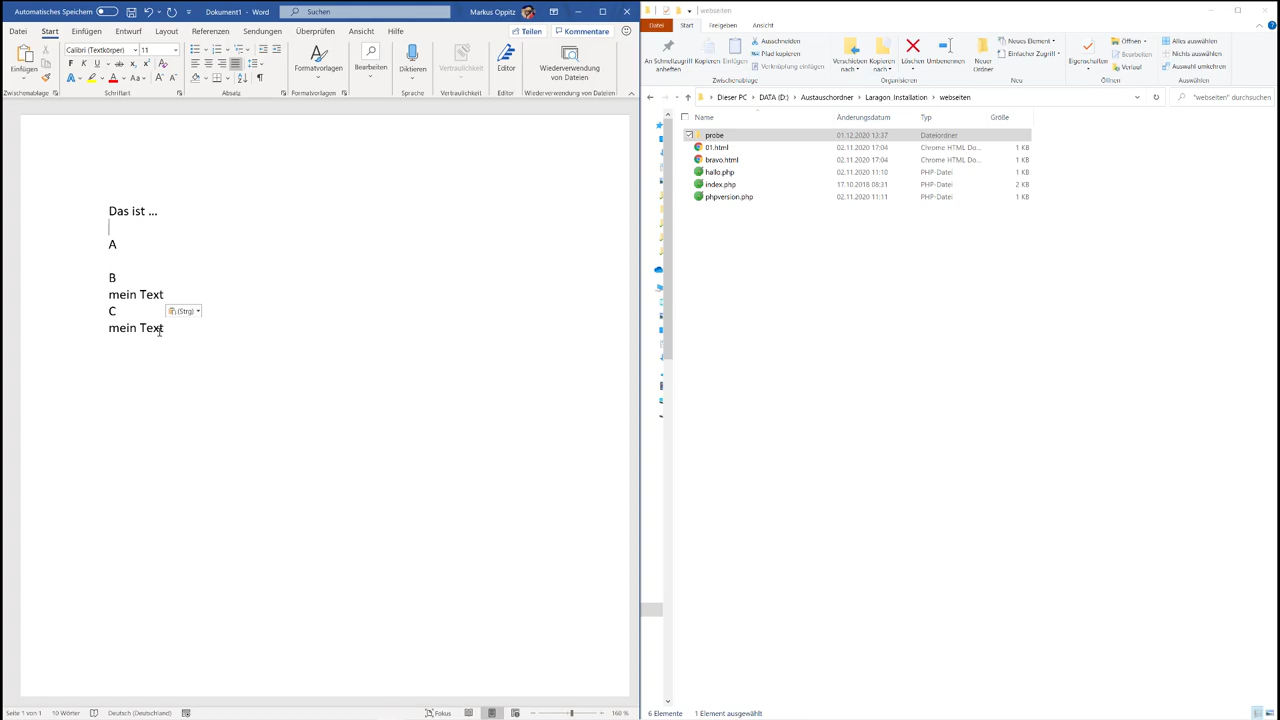 Automatisches Speichern
Dokument1 - Word
Suchen
Markus Oppitz
Datei Start Einfügen Entwurf Layout Referenzen Sendungen Überprüfen Ansicht Hilfe Teilen Kommentare
Calibri (Textkörper) 11
Einfügen
Formatvorlagen
Bearbeiten
Diktieren
Vertraulichkeit
Editor
Wiederverwendung von Dateien
Zwischenablage Schriftart Absatz Formatvorlagen Sprache Vertraulichkeit Editor Wiederverwendung von Dateien
Das ist ...
A
B
mein Text
C
(Strg)
mein Text
Seite 1 von 1 10 Wörter Deutsch (Deutschland) Fokus 160 %
webseiten
Datei Start Freigeben Ansicht
An Schnellzugriff anheften
Kopieren
Einfügen
Ausschneiden
Pfad kopieren
Verknüpfung einfügen
Verschieben nach
Kopieren nach
Löschen
Umbenennen
Neuer Ordner
Neues Element
Einfacher Zugriff
Eigenschaften
Öffnen
Bearbeiten
Verlauf
Alles auswählen
Nichts auswählen
Auswahl umkehren
Zwischenablage Organisieren Neu Öffnen Auswählen
Dieser PC DATA (D:) Austauschordner Laragon_Installation webseiten
"webseiten" durchsuchen
Name Änderungsdatum Typ Größe
probe 01.12.2020 13:37 Dateiordner
01.html 02.11.2020 17:04 Chrome HTML Do... 1 KB
bravo.html 02.11.2020 17:04 Chrome HTML Do... 1 KB
hallo.php 02.11.2020 11:10 PHP-Datei 1 KB
index.php 17.10.2018 08:31 PHP-Datei 2 KB
phpversion.php 02.11.2020 11:11 PHP-Datei 1 KB
6 Elemente 1 Element ausgewählt